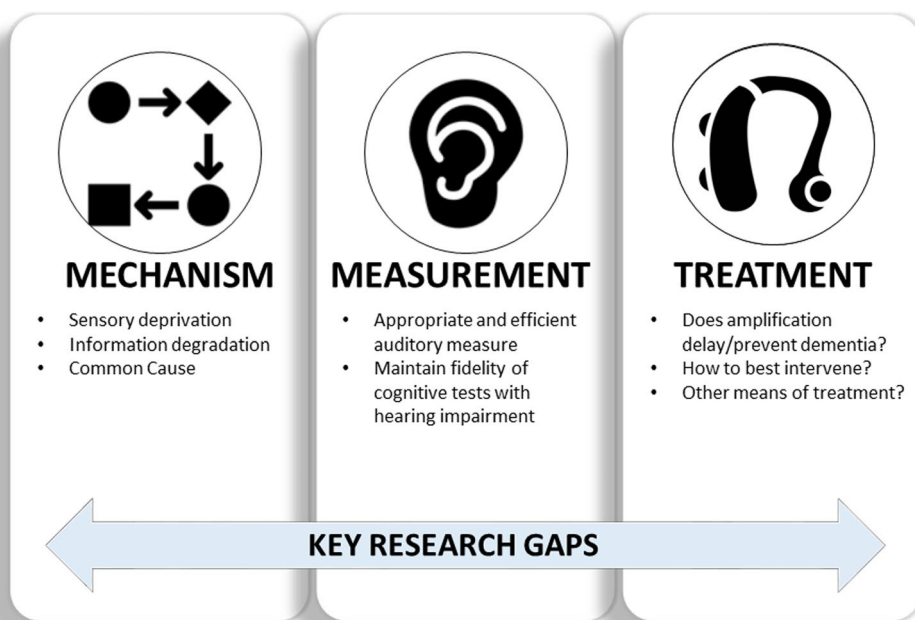 MECHANISM
• Sensory deprivation
• Information degradation
• Common Cause
MEASUREMENT
• Appropriate and efficient
auditory measure
• Maintain fidelity of
cognitive tests with
hearing impairment
TREATMENT
• Does amplification
delay/prevent dementia?
• How to best intervene?
• Other means of treatment?
KEY RESEARCH GAPS